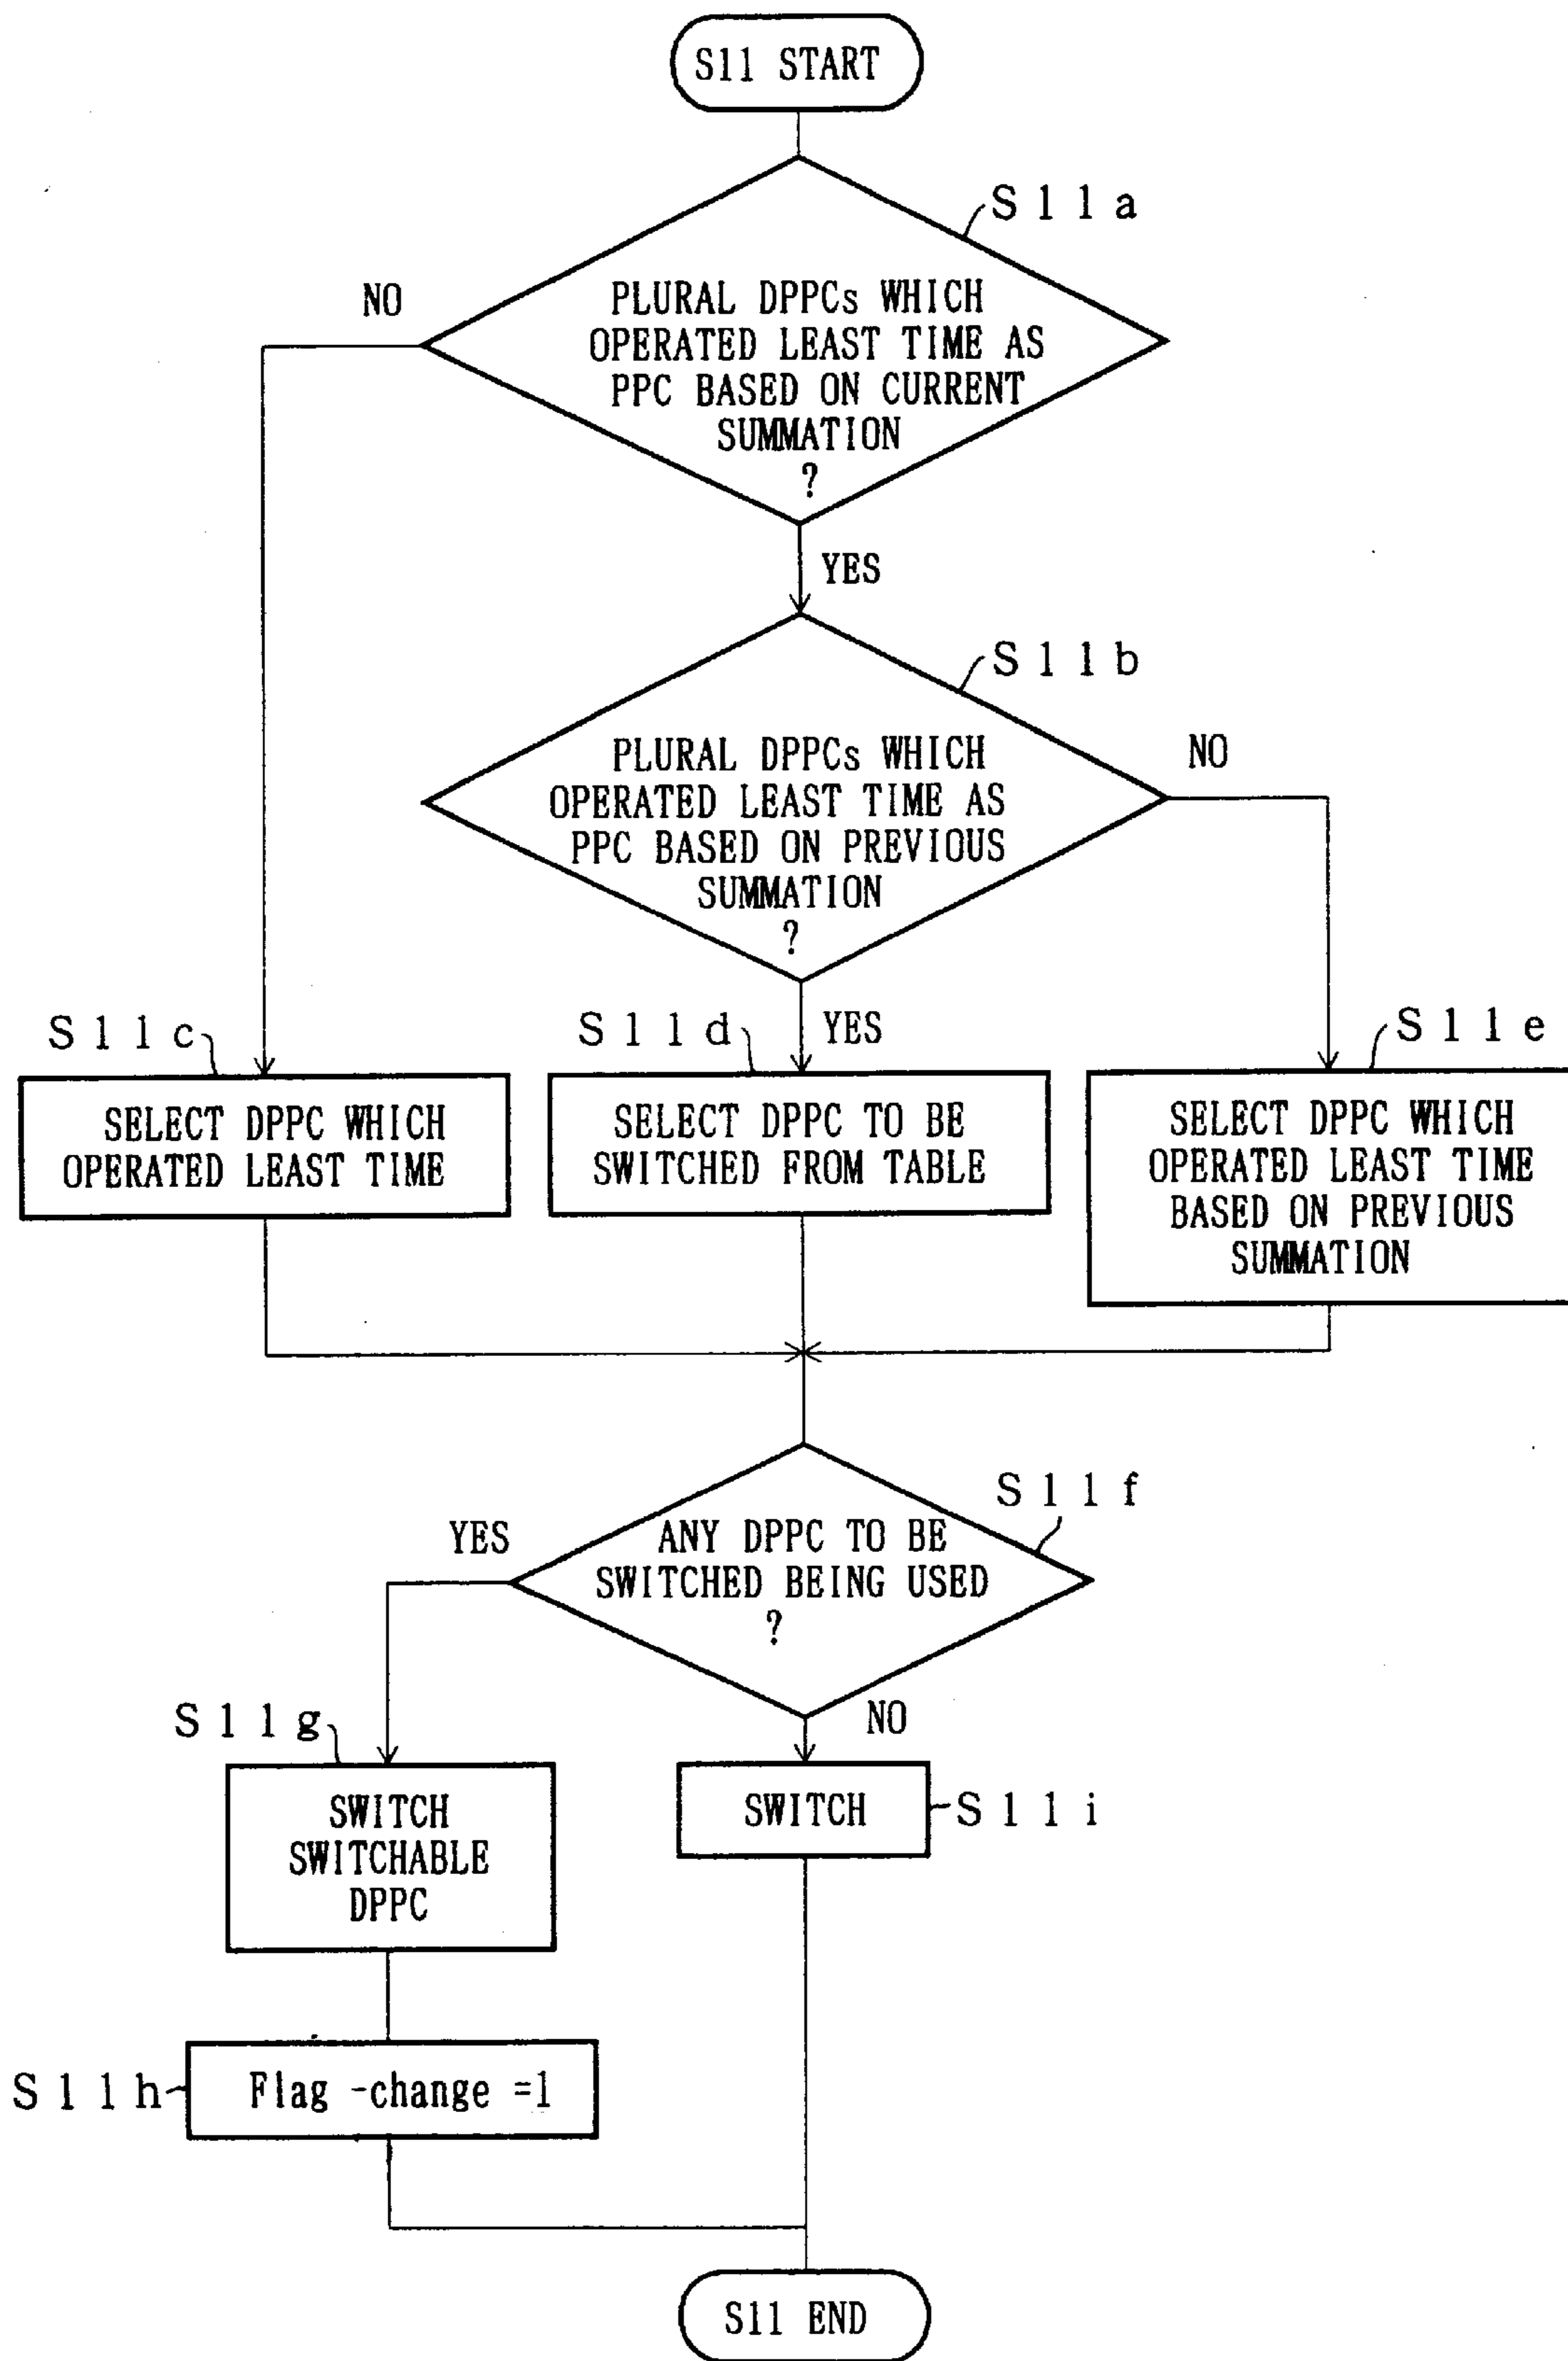 S11 START
S11a
NO
PLURAL DPPCs WHICH
OPERATED LEAST TIME AS
PPC BASED ON CURRENT
SUMMATION
?
YES
S11b
NO
PLURAL DPPCs WHICH
OPERATED LEAST TIME AS
PPC BASED ON PREVIOUS
SUMMATION
?
S11c
S11d
YES
S11e
SELECT DPPC WHICH
OPERATED LEAST TIME
SELECT DPPC TO BE
SWITCHED FROM TABLE
SELECT DPPC WHICH
OPERATED LEAST TIME
BASED ON PREVIOUS
SUMMATION
S11f
YES
ANY DPPC TO BE
SWITCHED BEING USED
?
S11g
NO
SWITCH
SWITCHABLE
DPPC
SWITCH
S11i
S11h
Flag -change =1
S11 END